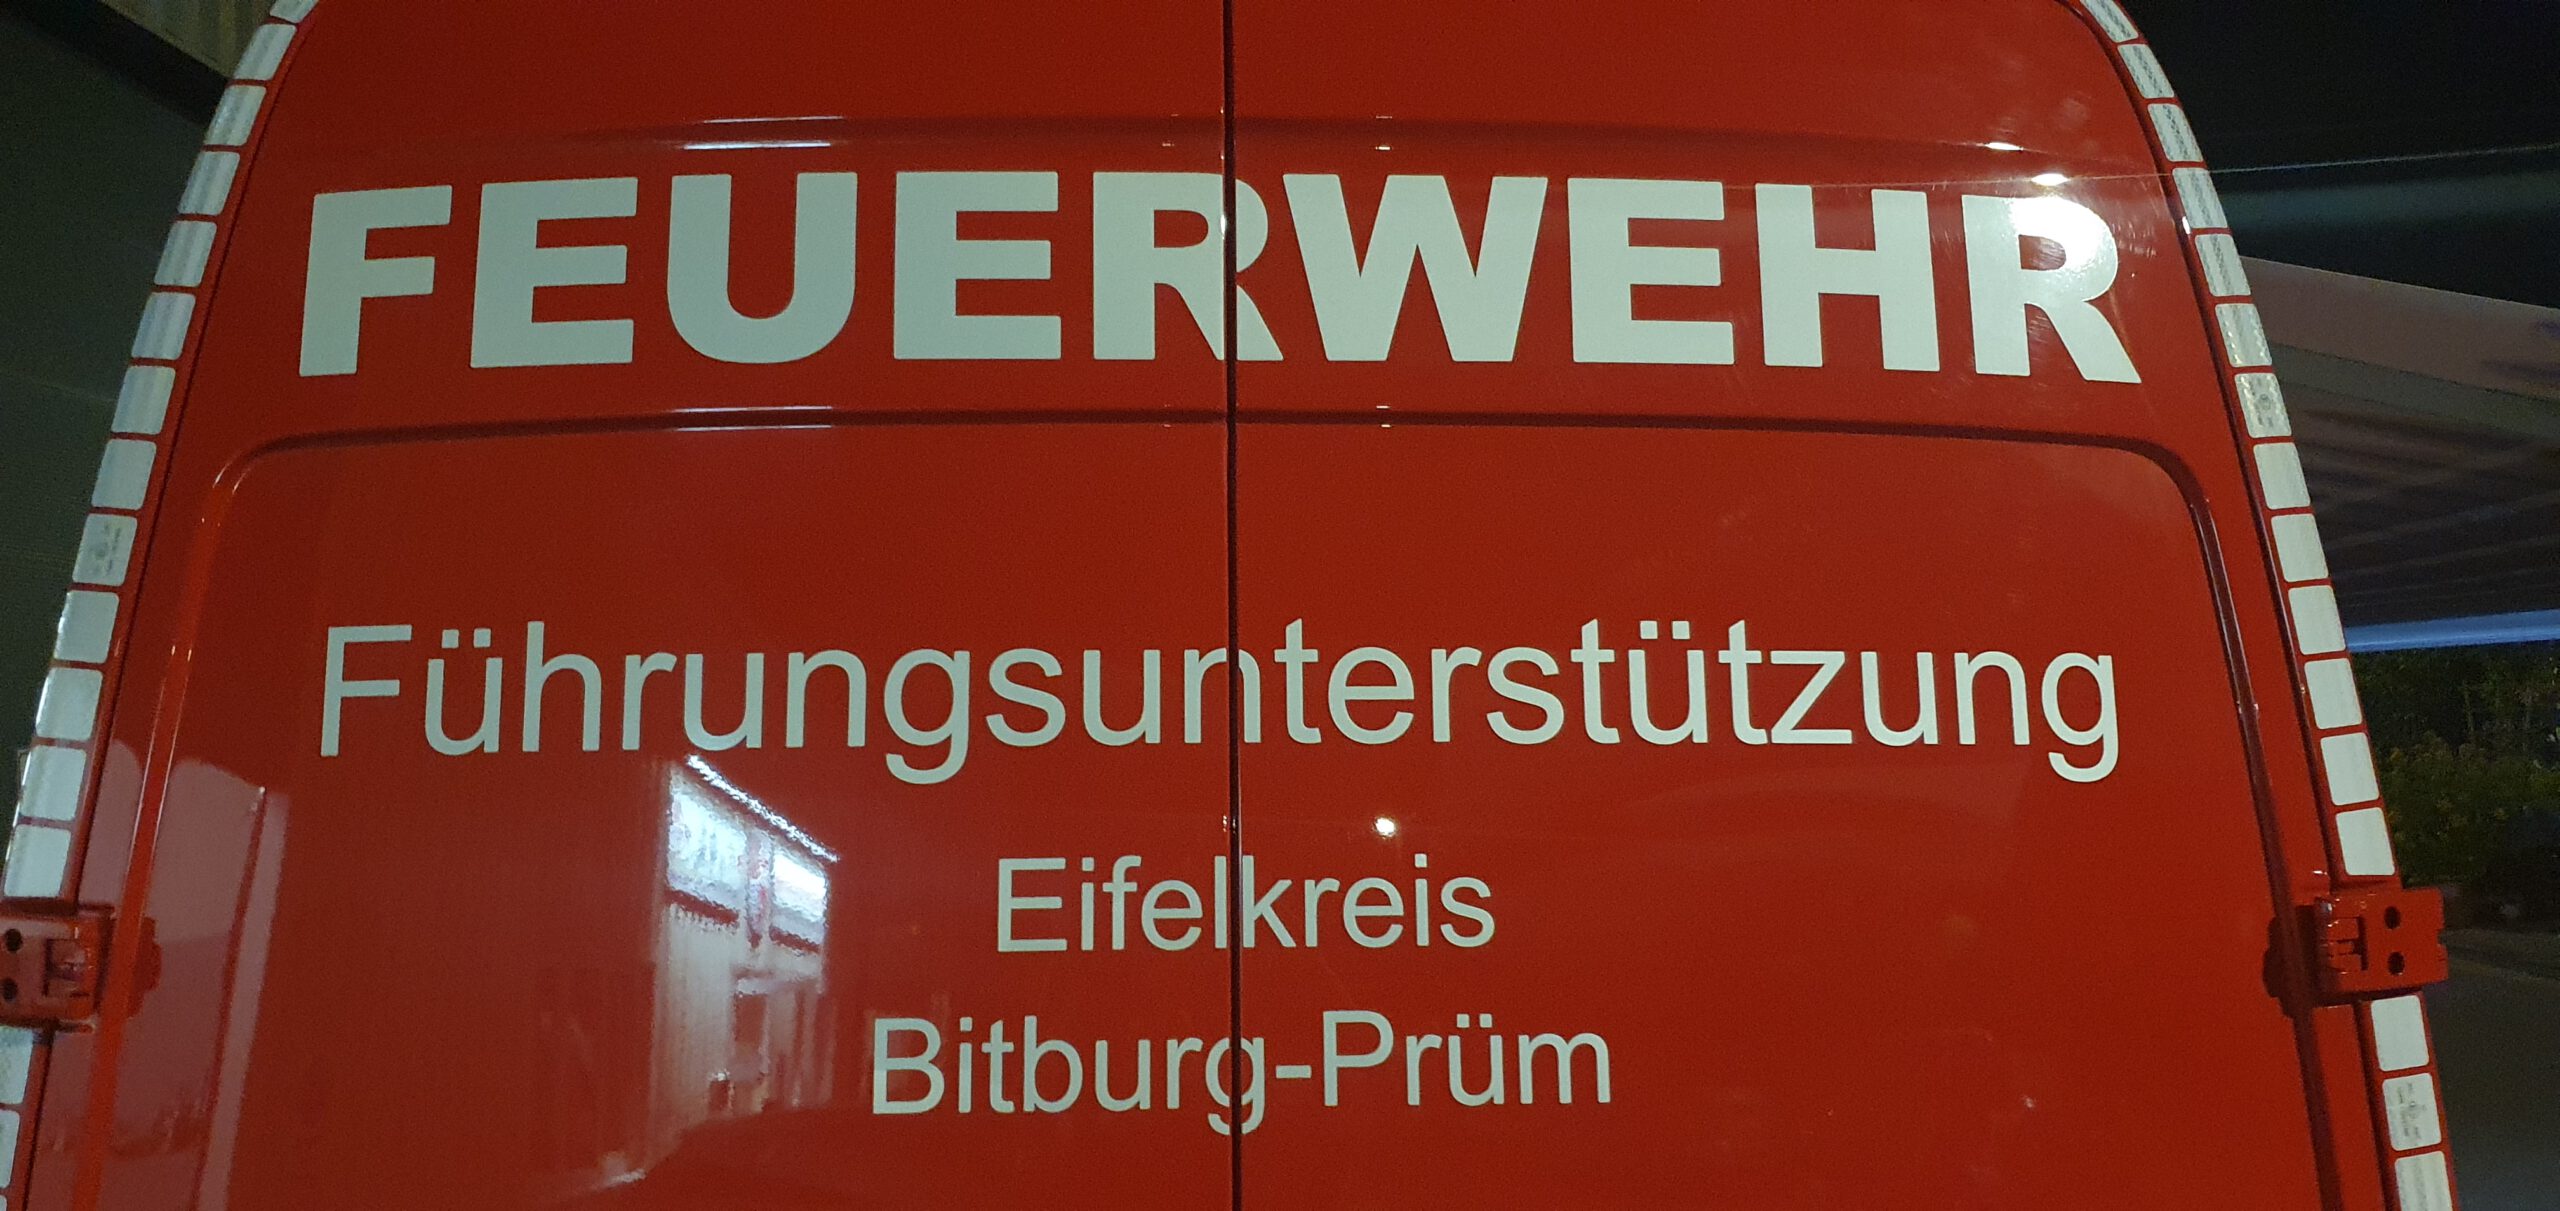 FEUERWEHR
Führungsunterstützung
Eifelkreis
Bitburg-Prüm